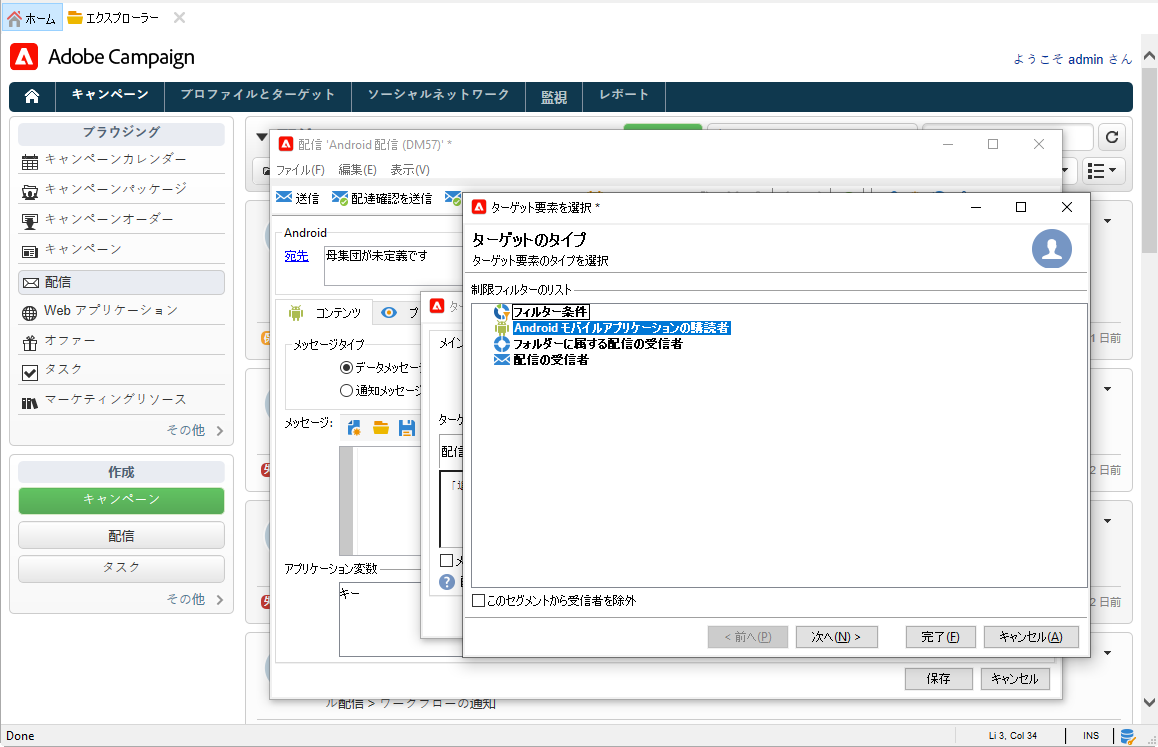 ホーム
エクスプローラー
Adobe Campaign
ようこそ admin さん
キャンペーン
プロファイルとターゲット
ソーシャルネットワーク
監視
レポート
ブラウジング
キャンペーンカレンダー
キャンペーンパッケージ
キャンペーンオーダー
キャンペーン
配信
Web アプリケーション
オファー
タスク
マーケティングリソース
その他
作成
キャンペーン
配信
タスク
その他
配信 'Android 配信 (DM57)' *
ファイル(F)
編集(E)
表示(V)
送信
配達確認を送信
Android
宛先
母集団が未定義です
コンテンツ
プ
メッセージタイプ
データメッセー
通知メッセージ
メッセージ:
アプリケーション変数
キー
保存
キャンセル
ター
メイン
ターゲ
配信
ターゲット要素を選択 *
ターゲットのタイプ
ターゲット要素のタイプを選択
制限フィルターのリスト
フィルター条件
Android モバイルアプリケーションの購読者
フォルダーに属する配信の受信者
配信の受信者
このセグメントから受信者を除外
< 前へ(P)
次へ(N) >
完了(F)
キャンセル(A)
1 日前
2 日前
2 日前
ル配信 > ワークフローの通知
Done
Li 3, Col 34
INS